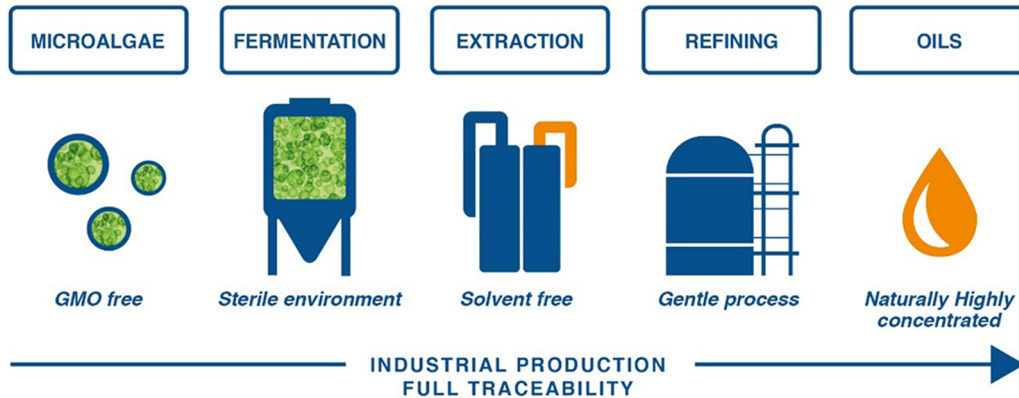 MICROALGAE
FERMENTATION
EXTRACTION
REFINING
OILS
GMO free
Sterile environment
Solvent free
Gentle process
Naturally Highly
concentrated
INDUSTRIAL PRODUCTION
FULL TRACEABILITY